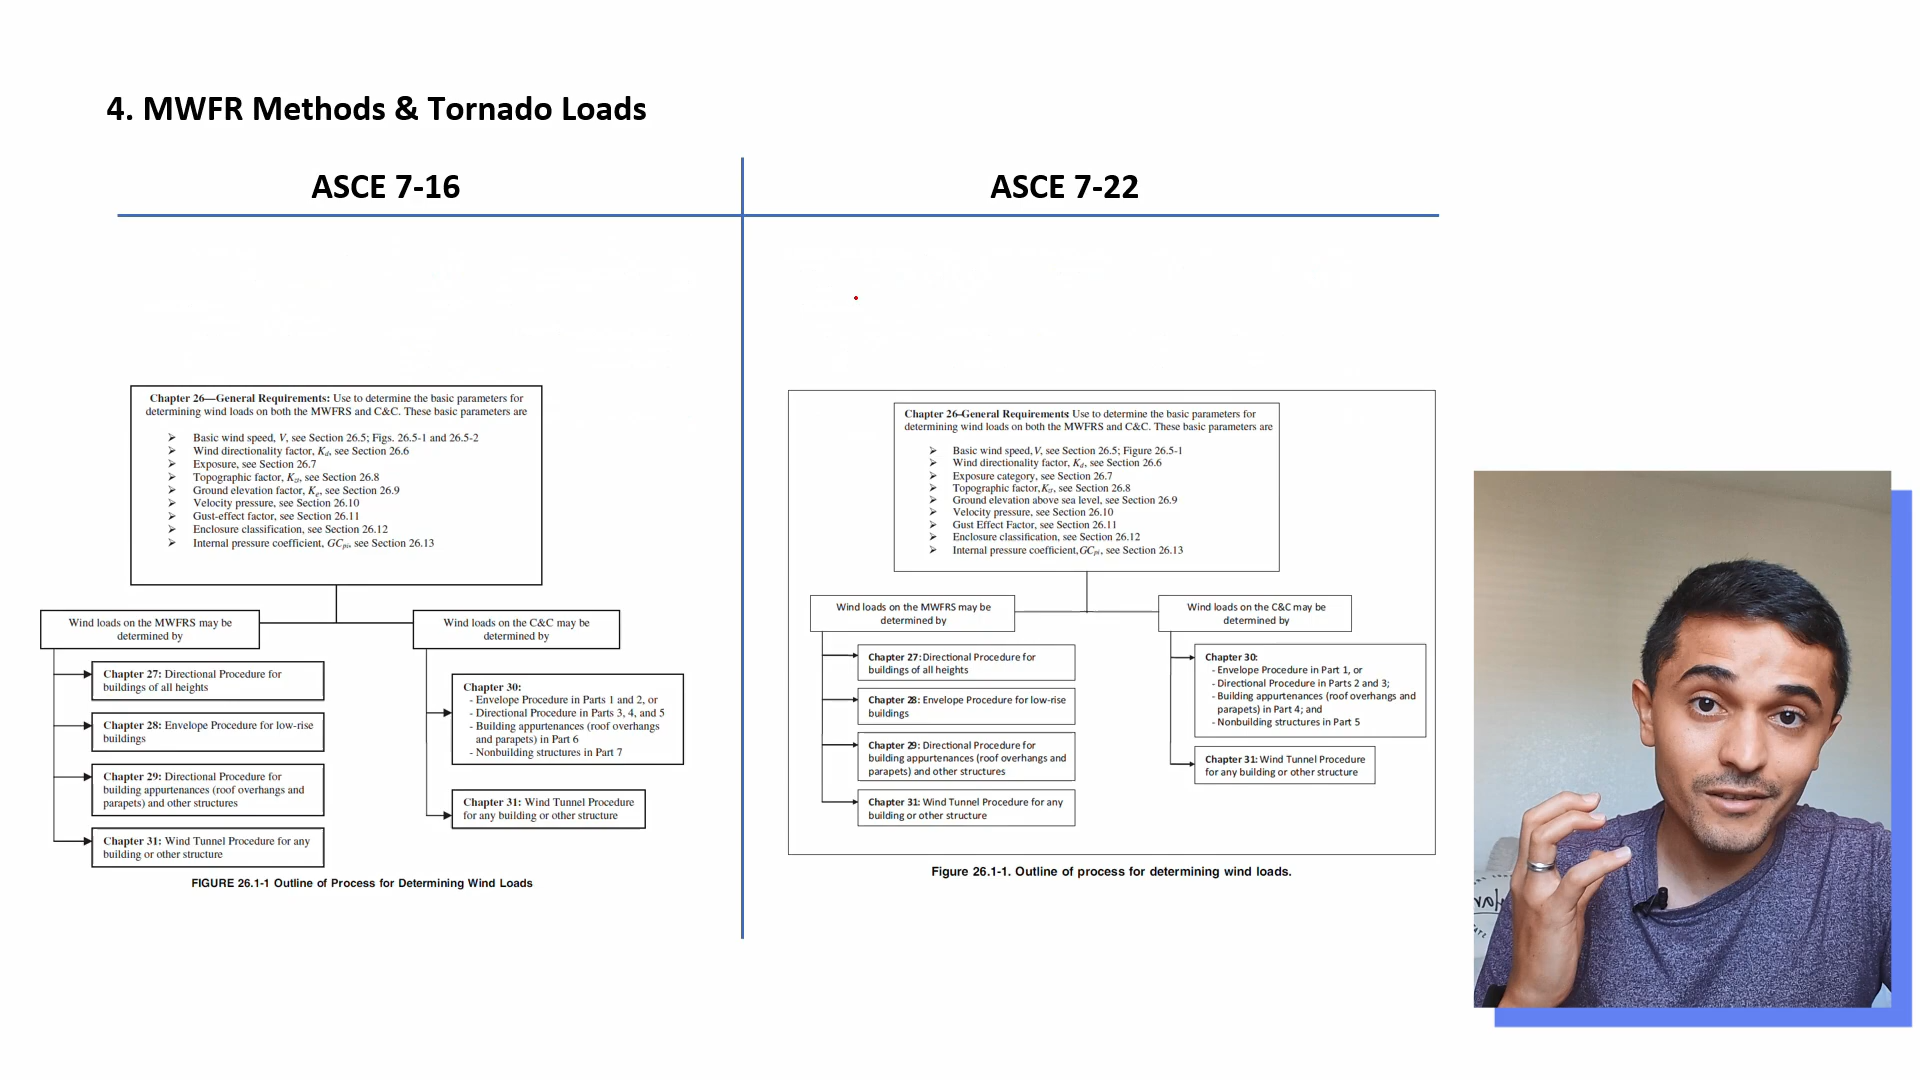 4. MWFR Methods & Tornado Loads
ASCE 7-16
Chapter 26—General Requirements: Use to determine the basic parameters for
determining wind loads on both the MWFRS and C&C. These basic parameters are
➤ Basic wind speed, V, see Section 26.5; Figs. 26.5-1 and 26.5-2
➤ Wind directionality factor, Kd, see Section 26.6
➤ Exposure, see Section 26.7
➤ Topographic factor, Kzt, see Section 26.8
➤ Ground elevation factor, Ke, see Section 26.9
➤ Velocity pressure, see Section 26.10
➤ Gust-effect factor, see Section 26.11
➤ Enclosure classification, see Section 26.12
➤ Internal pressure coefficient, GCpi, see Section 26.13
Wind loads on the MWFRS may be
determined by
Chapter 27: Directional Procedure for
buildings of all heights
Chapter 28: Envelope Procedure for low-rise
buildings
Chapter 29: Directional Procedure for
building appurtenances (roof overhangs and
parapets) and other structures
Chapter 31: Wind Tunnel Procedure for any
building or other structure
Wind loads on the C&C may be
determined by
Chapter 30:
- Envelope Procedure in Parts 1 and 2, or
- Directional Procedure in Parts 3, 4, and 5
- Building appurtenances (roof overhangs
and parapets) in Part 6
- Nonbuilding structures in Part 7
Chapter 31: Wind Tunnel Procedure
for any building or other structure
FIGURE 26.1-1 Outline of Process for Determining Wind Loads
ASCE 7-22
Chapter 26-General Requirements: Use to determine the basic parameters for
determining wind loads on both the MWFRS and C&C. These basic parameters are
➤ Basic wind speed, V, see Section 26.5; Figure 26.5-1
➤ Wind directionality factor, Kd, see Section 26.6
➤ Exposure category, see Section 26.7
➤ Topographic factor, Kzt, see Section 26.8
➤ Ground elevation above sea level, see Section 26.9
➤ Velocity pressure, see Section 26.10
➤ Gust Effect Factor, see Section 26.11
➤ Enclosure classification, see Section 26.12
➤ Internal pressure coefficient, GCpi, see Section 26.13
Wind loads on the MWFRS may be
determined by
Chapter 27: Directional Procedure for
buildings of all heights
Chapter 28: Envelope Procedure for low-rise
buildings
Chapter 29: Directional Procedure for
building appurtenances (roof overhangs and
parapets) and other structures
Chapter 31: Wind Tunnel Procedure for any
building or other structure
Wind loads on the C&C may be
determined by
Chapter 30:
- Envelope Procedure in Part 1, or
- Directional Procedure in Parts 2 and 3;
- Building appurtenances (roof overhangs and
parapets) in Part 4; and
- Nonbuilding structures in Part 5
Chapter 31: Wind Tunnel Procedure
for any building or other structure
Figure 26.1-1. Outline of process for determining wind loads.